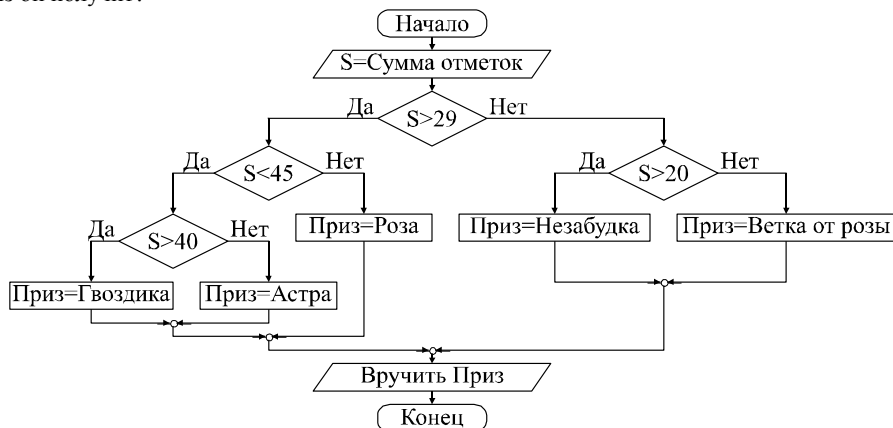 Начало
S=Сумма отметок
Да
S>29
Нет
Да
S<45
Нет
Да
S>20
Нет
Да
S>40
Нет
Приз=Роза
Приз=Незабудка
Приз=Ветка от розы
Приз=Гвоздика
Приз=Астра
Вручить Приз
Конец